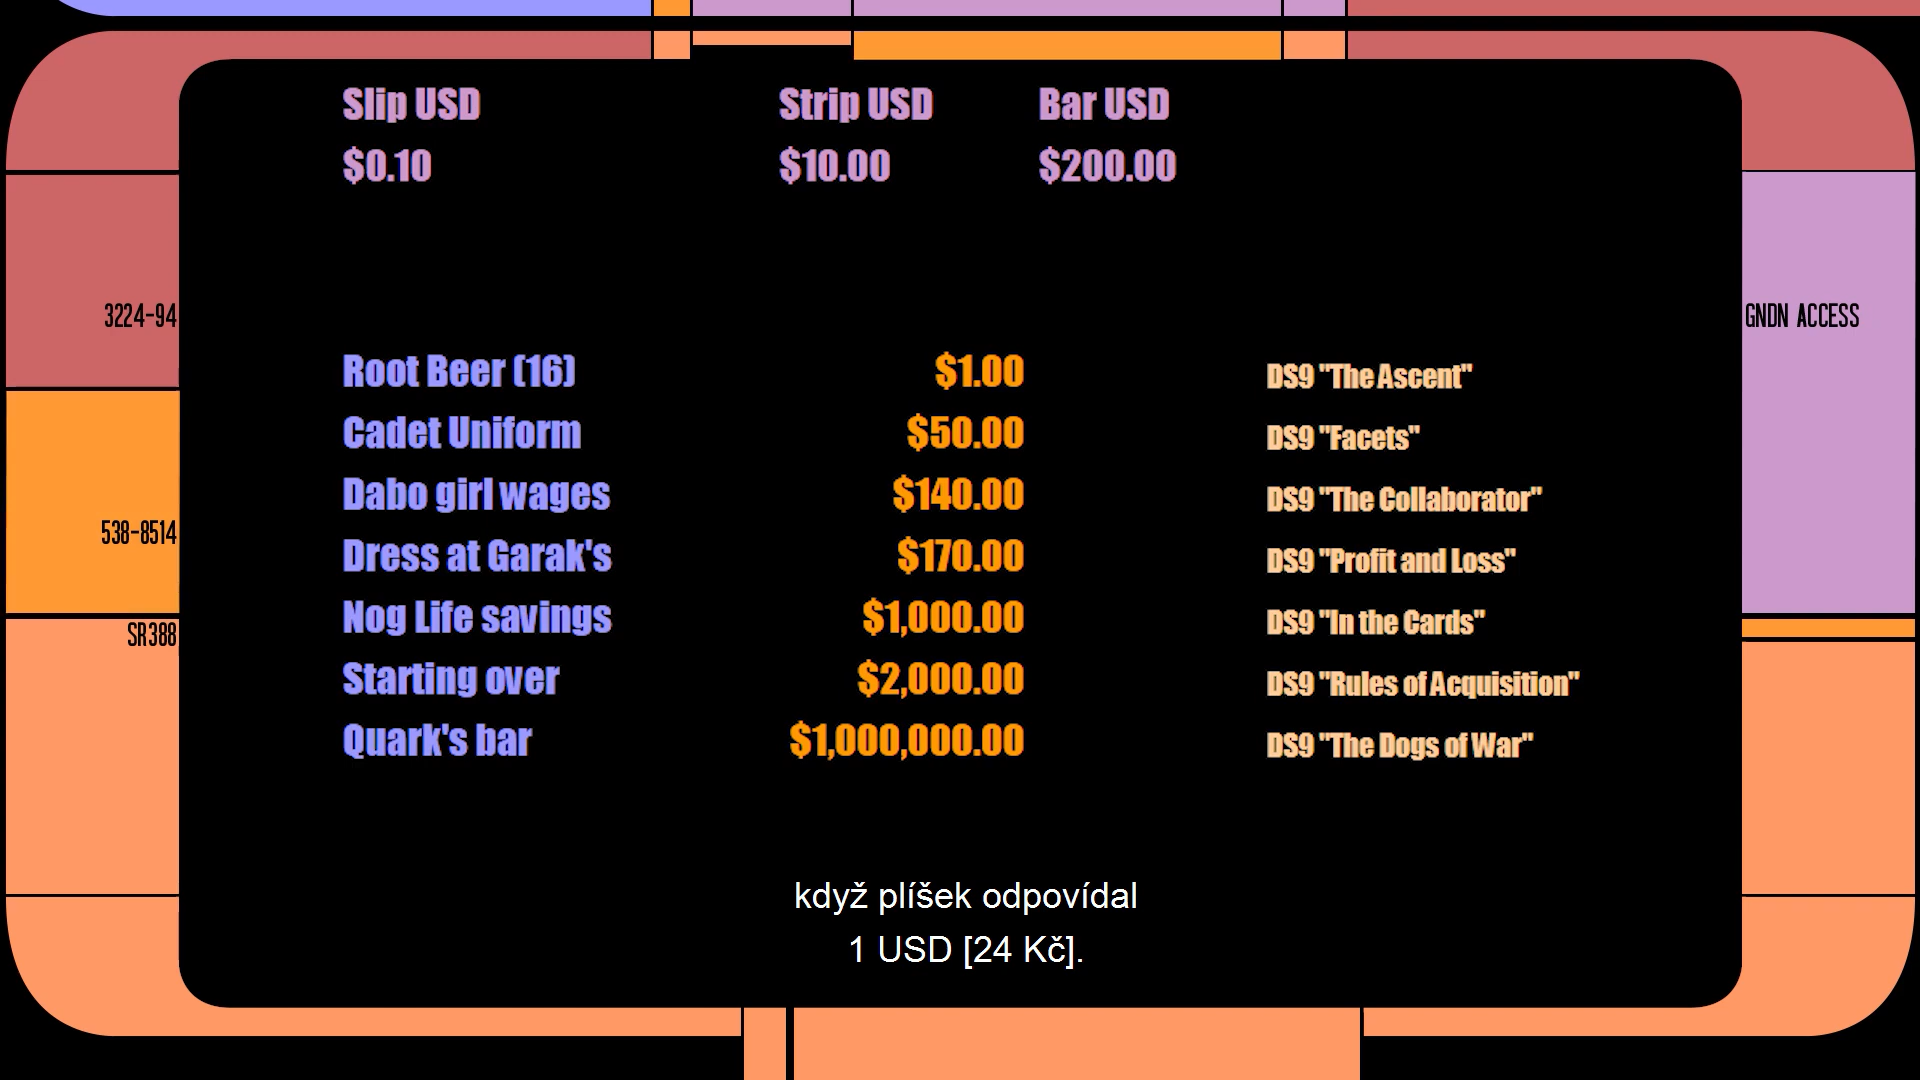 Slip USD Strip USD Bar USD
$0.10 $10.00 $200.00
3224-94
GNDN ACCESS
Root Beer (16) $1.00 DS9 "The Ascent"
Cadet Uniform $50.00 DS9 "Facets"
Dabo girl wages $140.00 DS9 "The Collaborator"
538-8514
Dress at Garak's $170.00 DS9 "Profit and Loss"
Nog Life savings $1,000.00 DS9 "In the Cards"
SR388
Starting over $2,000.00 DS9 "Rules of Acquisition"
Quark's bar $1,000,000.00 DS9 "The Dogs of War"
když plíšek odpovídal
1 USD [24 Kč].